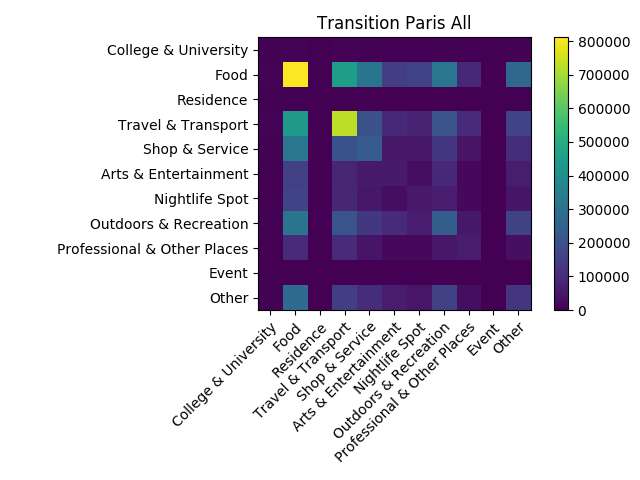 Transition Paris All
College & University
Food
Residence
Travel & Transport
Shop & Service
Arts & Entertainment
Nightlife Spot
Outdoors & Recreation
Professional & Other Places
Event
Other
College & University
Food
Residence
Travel & Transport
Shop & Service
Arts & Entertainment
Nightlife Spot
Outdoors & Recreation
Professional & Other Places
Event
Other
800000
700000
600000
500000
400000
300000
200000
100000
0